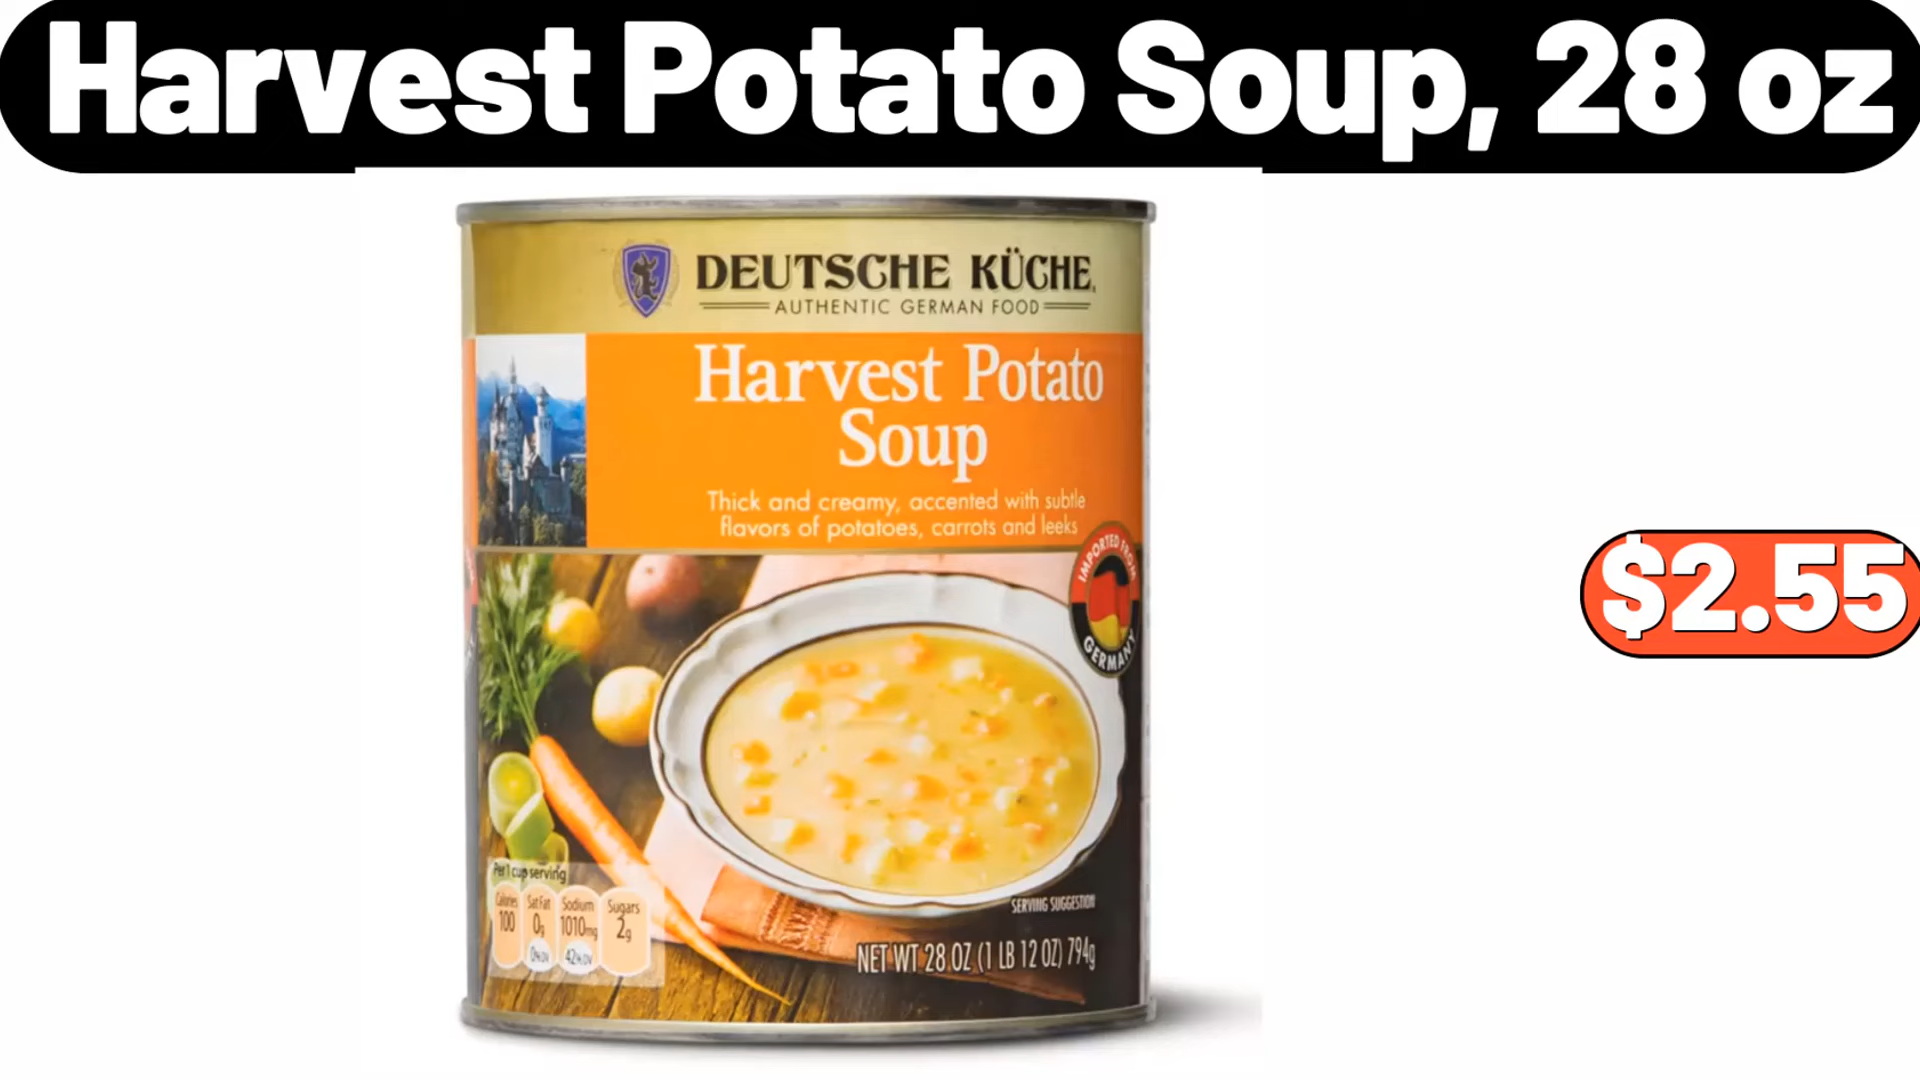 Harvest Potato Soup, 28 oz
DEUTSCHE KÜCHE
AUTHENTIC GERMAN FOOD
Harvest Potato
Soup
Thick and creamy, accented with subtle
flavors of potatoes, carrots and leeks
IMPORTED FROM
GERMANY
$2.55
Per 1 cup serving
Calories Sat Fat Sodium Sugars
100 0g 1010mg 2g
0% DV 42% DV
SERVING SUGGESTION
NET WT 28 OZ (1 LB 12 OZ) 794g